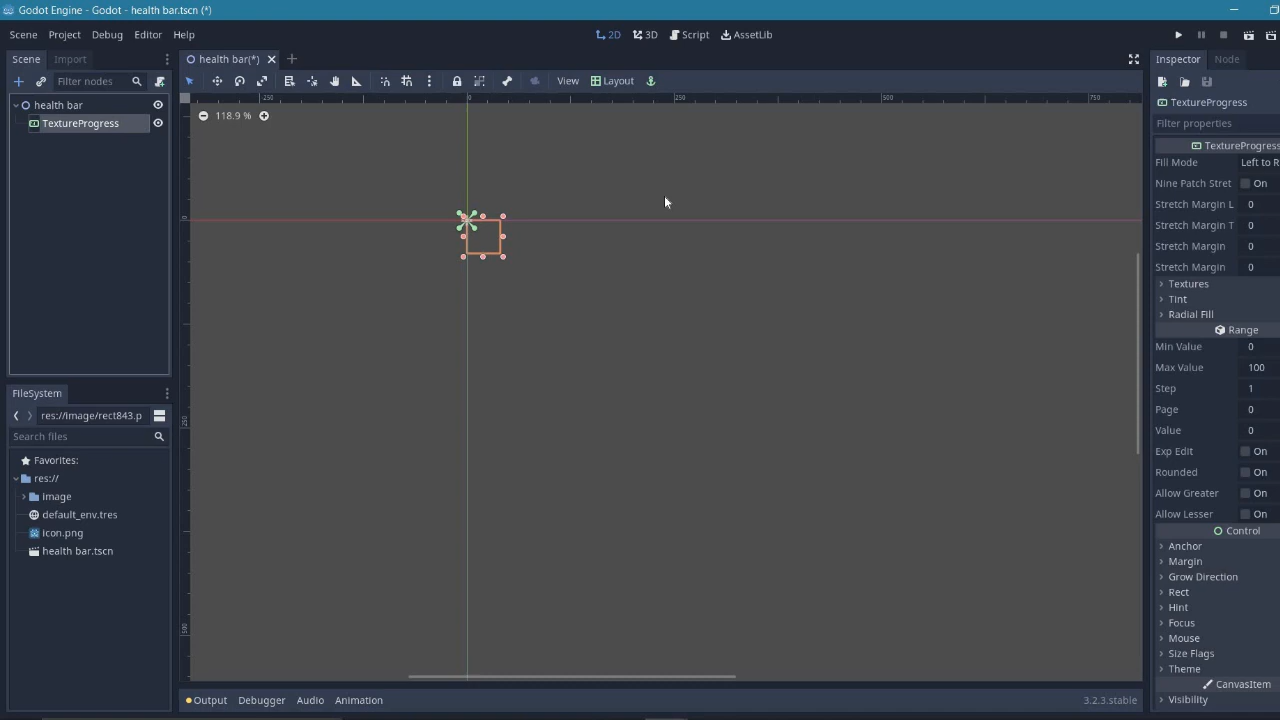 Godot Engine - Godot - health bar.tscn (*)
Scene Project Debug Editor Help
2D 3D Script AssetLib
Scene Import
health bar(*)
Inspector Node
Filter nodes
View Layout
health bar
TextureProgress
-250 0 250 500 750
118.9 %
0
250
500
TextureProgress
Filter properties
TextureProgress
Fill Mode Left to R
Nine Patch Stret On
Stretch Margin L 0
Stretch Margin T 0
Stretch Margin 0
Stretch Margin 0
Textures
Tint
Radial Fill
Range
Min Value 0
Max Value 100
Step 1
Page 0
Value 0
Exp Edit On
Rounded On
Allow Greater On
Allow Lesser On
Control
Anchor
Margin
Grow Direction
Rect
Hint
Focus
Mouse
Size Flags
Theme
CanvasItem
Visibility
FileSystem
res://image/rect843.p
Search files
Favorites:
res://
image
default_env.tres
icon.png
health bar.tscn
Output Debugger Audio Animation
3.2.3.stable